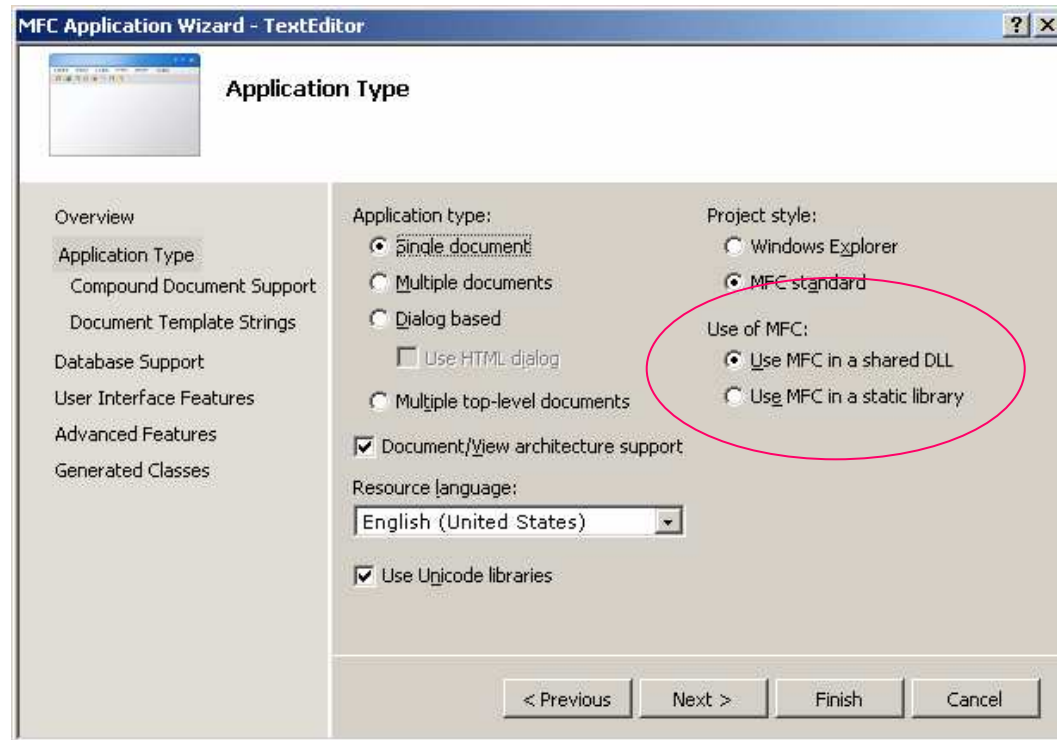 MFC Application Wizard - TextEditor
Application Type
Overview
Application Type
Compound Document Support
Document Template Strings
Database Support
User Interface Features
Advanced Features
Generated Classes
Application type:
Single document
Multiple documents
Dialog based
Use HTML dialog
Multiple top-level documents
Document/View architecture support
Resource language:
English (United States)
Use Unicode libraries
Project style:
Windows Explorer
MFC standard
Use of MFC:
Use MFC in a shared DLL
Use MFC in a static library
< Previous
Next >
Finish
Cancel